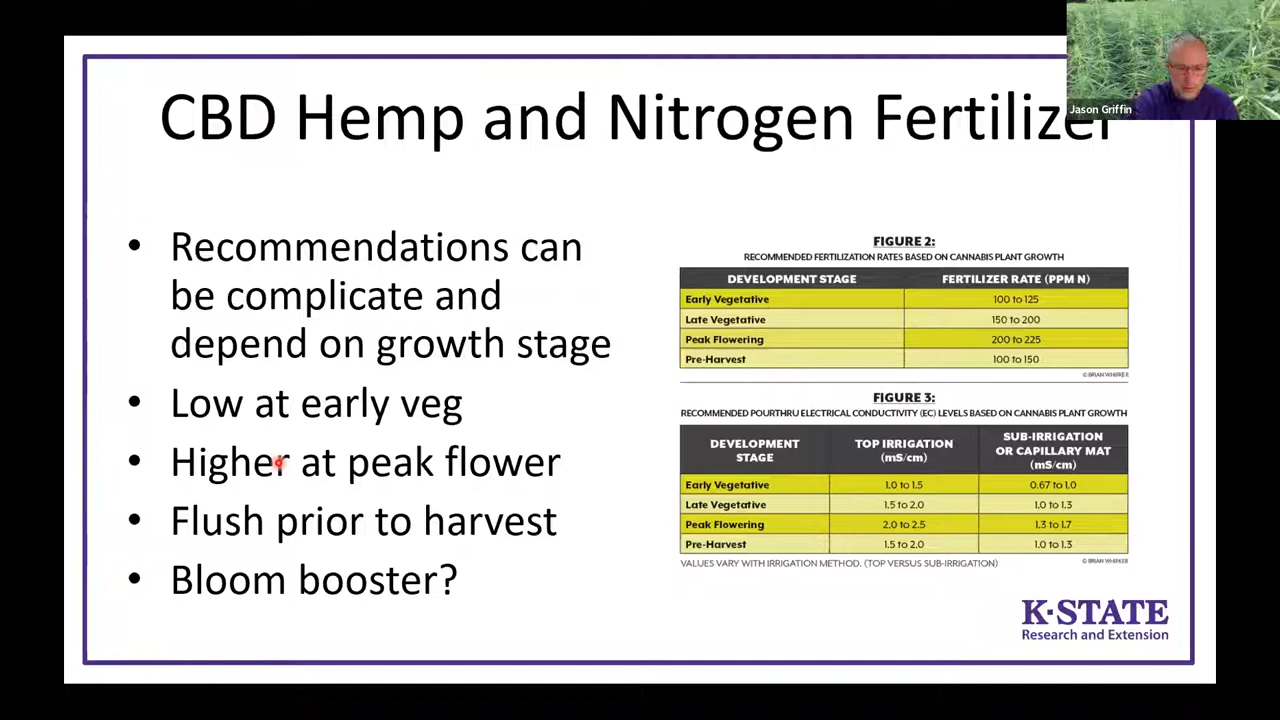 CBD Hemp and Nitrogen Fertilizer
Jason Griffin
• Recommendations can
be complicate and
depend on growth stage
• Low at early veg
• Higher at peak flower
• Flush prior to harvest
• Bloom booster?
FIGURE 2:
RECOMMENDED FERTILIZATION RATES BASED ON CANNABIS PLANT GROWTH
DEVELOPMENT STAGE FERTILIZER RATE (PPM N)
Early Vegetative 100 to 125
Late Vegetative 150 to 200
Peak Flowering 200 to 225
Pre-Harvest 100 to 150
© BRIAN WHIPKER
FIGURE 3:
RECOMMENDED POURTHRU ELECTRICAL CONDUCTIVITY (EC) LEVELS BASED ON CANNABIS PLANT GROWTH
DEVELOPMENT STAGE TOP IRRIGATION (mS/cm) SUB-IRRIGATION OR CAPILLARY MAT (mS/cm)
Early Vegetative 1.0 to 1.5 0.67 to 1.0
Late Vegetative 1.5 to 2.0 1.0 to 1.3
Peak Flowering 2.0 to 2.5 1.3 to 1.7
Pre-Harvest 1.5 to 2.0 1.0 to 1.3
VALUES VARY WITH IRRIGATION METHOD. (TOP VERSUS SUB-IRRIGATION)
© BRIAN WHIPKER
K-STATE
Research and Extension